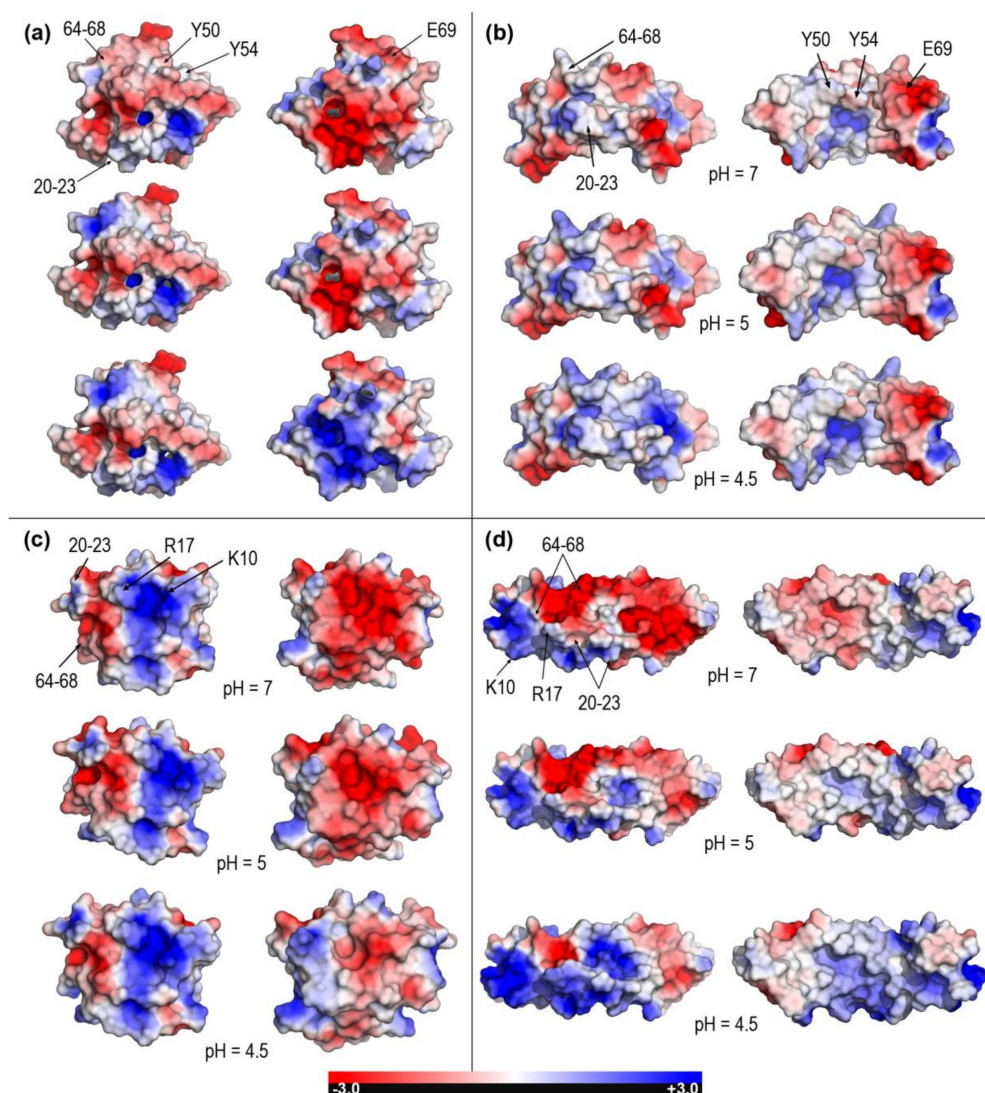 (a)
64-68
Y50
Y54
E69
20-23
(b)
64-68
Y50
Y54
E69
20-23
pH = 7
pH = 5
pH = 4.5
(c)
20-23
R17
K10
64-68
pH = 7
pH = 5
pH = 4.5
(d)
64-68
K10
R17
20-23
pH = 7
pH = 5
pH = 4.5
-3.0
+3.0